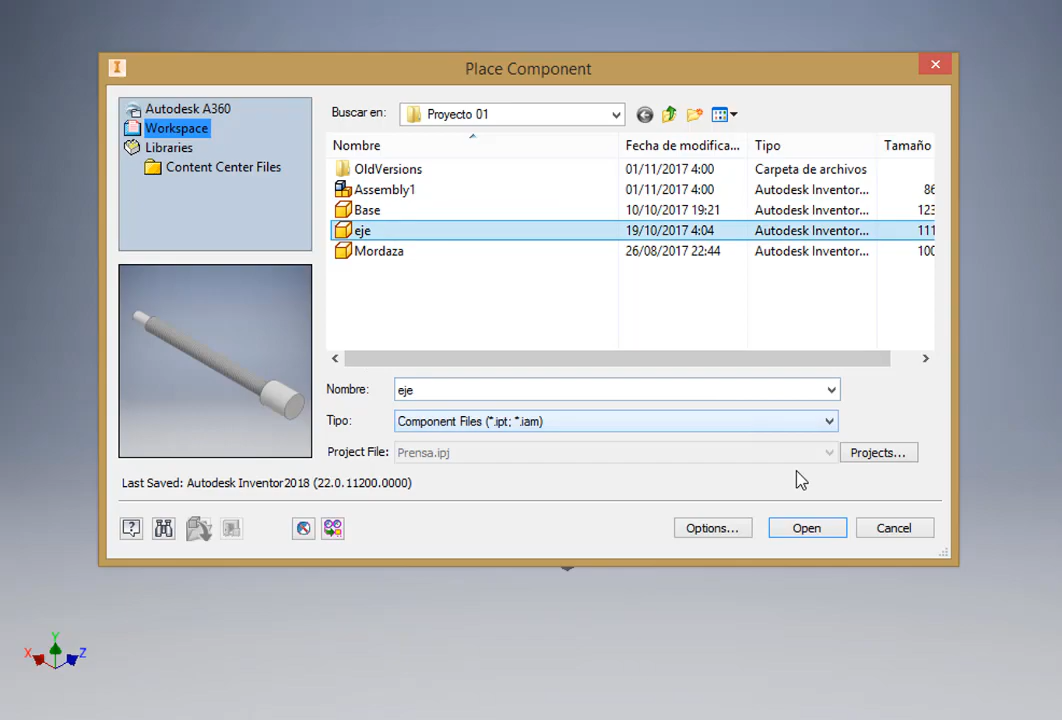 Place Component
Autodesk A360
Workspace
Libraries
Content Center Files
Buscar en: Proyecto 01
Nombre Fecha de modifica... Tipo Tamaño
OldVersions 01/11/2017 4:00 Carpeta de archivos
Assembly1 01/11/2017 4:00 Autodesk Inventor... 86
Base 10/10/2017 19:21 Autodesk Inventor... 123
eje 19/10/2017 4:04 Autodesk Inventor... 111
Mordaza 26/08/2017 22:44 Autodesk Inventor... 100
Nombre: eje
Tipo: Component Files (*.ipt; *.iam)
Project File: Prensa.ipj Projects...
Last Saved: Autodesk Inventor2018 (22.0.11200.0000)
Options... Open Cancel
X Y Z